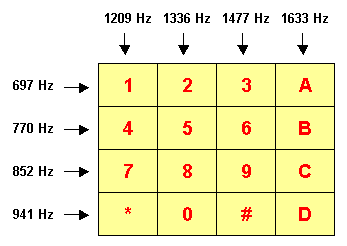 1209 Hz 1336 Hz 1477 Hz 1633 Hz
697 Hz 1 2 3 A
770 Hz 4 5 6 B
852 Hz 7 8 9 C
941 Hz * 0 # D